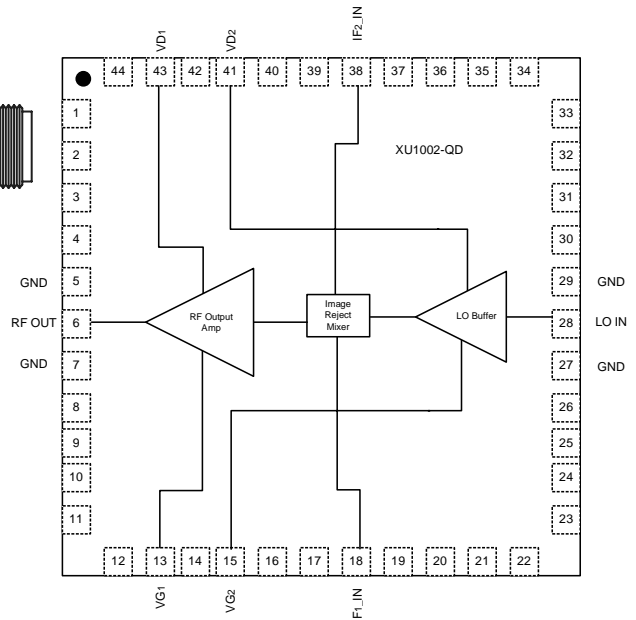 VD1
VD2
IF2_IN
44 43 42 41 40 39 38 37 36 35 34
XU1002-QD
1
2
3
4
GND 5
RF OUT 6
GND 7
8
9
10
11
33
32
31
30
29 GND
28 LO IN
27 GND
26
25
24
23
RF Output
Amp
Image
Reject
Mixer
LO Buffer
12 13 14 15 16 17 18 19 20 21 22
VG1
VG2
F1_IN